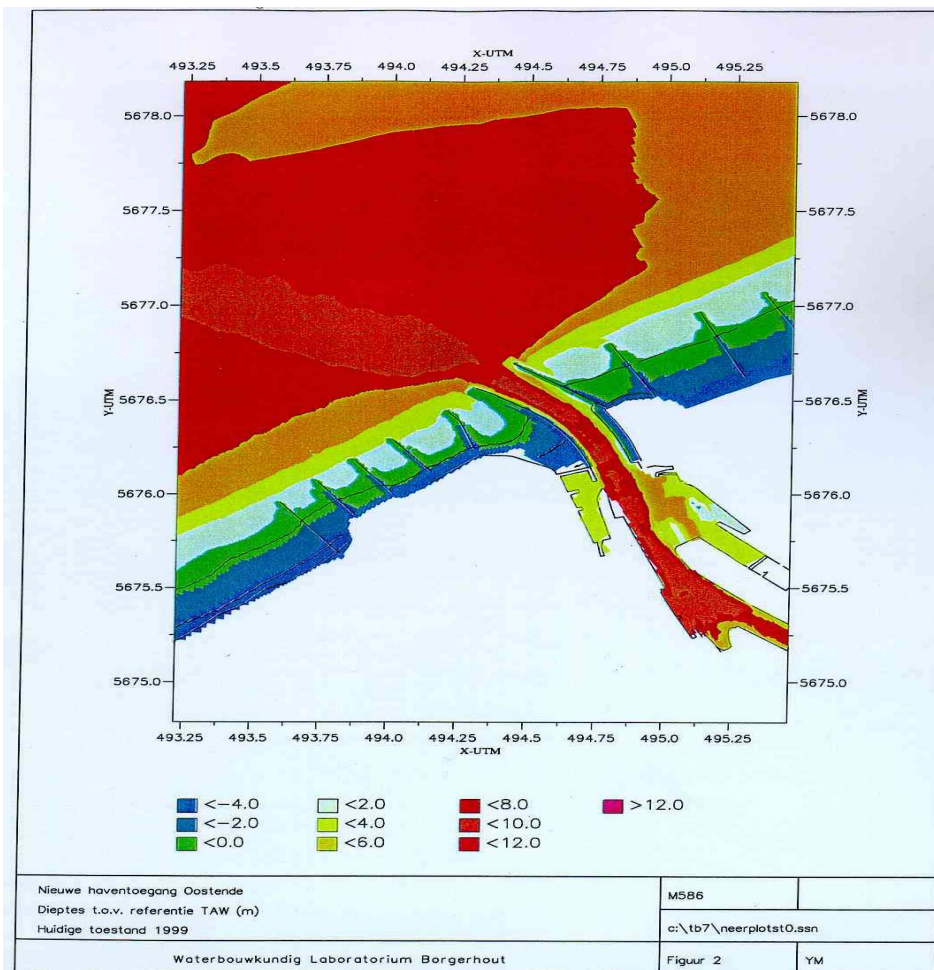 X-UTM
493.25 493.5 493.75 494.0 494.25 494.5 494.75 495.0 495.25
5678.0 5678.0
5677.5 5677.5
5677.0 5677.0
5676.5 5676.5
Y-UTM Y-UTM
5676.0 5676.0
5675.5 5675.5
5675.0 5675.0
493.25 493.5 493.75 494.0 494.25 494.5 494.75 495.0 495.25
X-UTM
<-4.0 <2.0 <8.0 >12.0
<-2.0 <4.0 <10.0
<0.0 <6.0 <12.0
Nieuwe haventoegang Oostende
Dieptes t.o.v. referentie TAW (m)
Huidige toestand 1999
M586
c:\tb7\neerplotst0.ssn
Waterbouwkundig Laboratorium Borgerhout
Figuur 2
YM